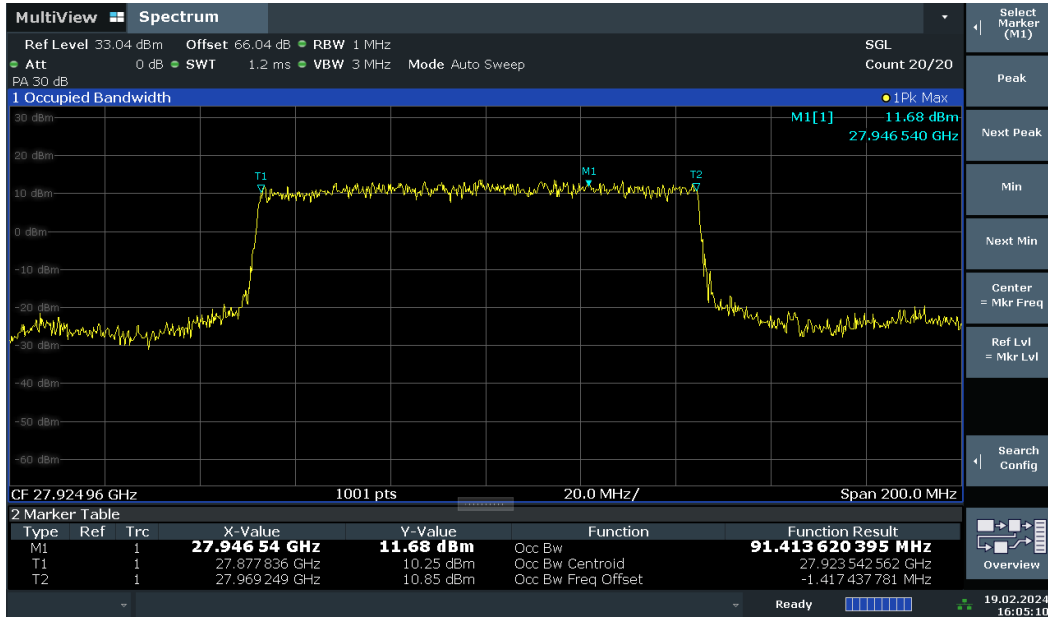 MultiView Spectrum
Ref Level 33.04 dBm Offset 66.04 dB RBW 1 MHz SGL
Att 0 dB SWT 1.2 ms VBW 3 MHz Mode Auto Sweep Count 20/20
PA 30 dB
1 Occupied Bandwidth 1Pk Max
30 dBm
M1[1] 11.68 dBm
27.946 540 GHz
20 dBm
T1 M1 T2
10 dBm
0 dBm
-10 dBm
-20 dBm
-30 dBm
-40 dBm
-50 dBm
-60 dBm
CF 27.92496 GHz 1001 pts 20.0 MHz/ Span 200.0 MHz
2 Marker Table
Type Ref Trc X-Value Y-Value Function Function Result
M1 1 27.946 54 GHz 11.68 dBm Occ Bw 91.413 620 395 MHz
T1 1 27.877 836 GHz 10.25 dBm Occ Bw Centroid 27.923 542 562 GHz
T2 1 27.969 249 GHz 10.85 dBm Occ Bw Freq Offset -1.417 437 781 MHz
Ready
19.02.2024
16:05:10
Select
Marker
(M1)
Peak
Next Peak
Min
Next Min
Center
= Mkr Freq
Ref Lvl
= Mkr Lvl
Search
Config
Overview